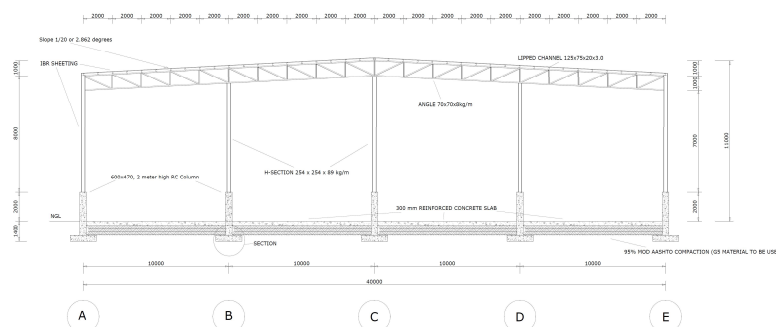 2000 2000 2000 2000 2000 2000 2000 2000 2000 2000 2000 2000 2000 2000 2000 2000 2000 2000 2000 2000
Slope 1/20 or 2.862 degrees
LIPPED CHANNEL 125x75x20x3.0
IBR SHEETING
1000
1000
1000
ANGLE 70x70x8kg/m
8000
7000
11000
H-SECTION 254 x 254 x 89 kg/m
600x470, 2 meter high RC Column
2000
2000
300 mm REINFORCED CONCRETE SLAB
NGL
1400
SECTION
95% MOD AASHTO COMPACTION (G5 MATERIAL TO BE USE
10000 10000 10000 10000
40000
A B C D E